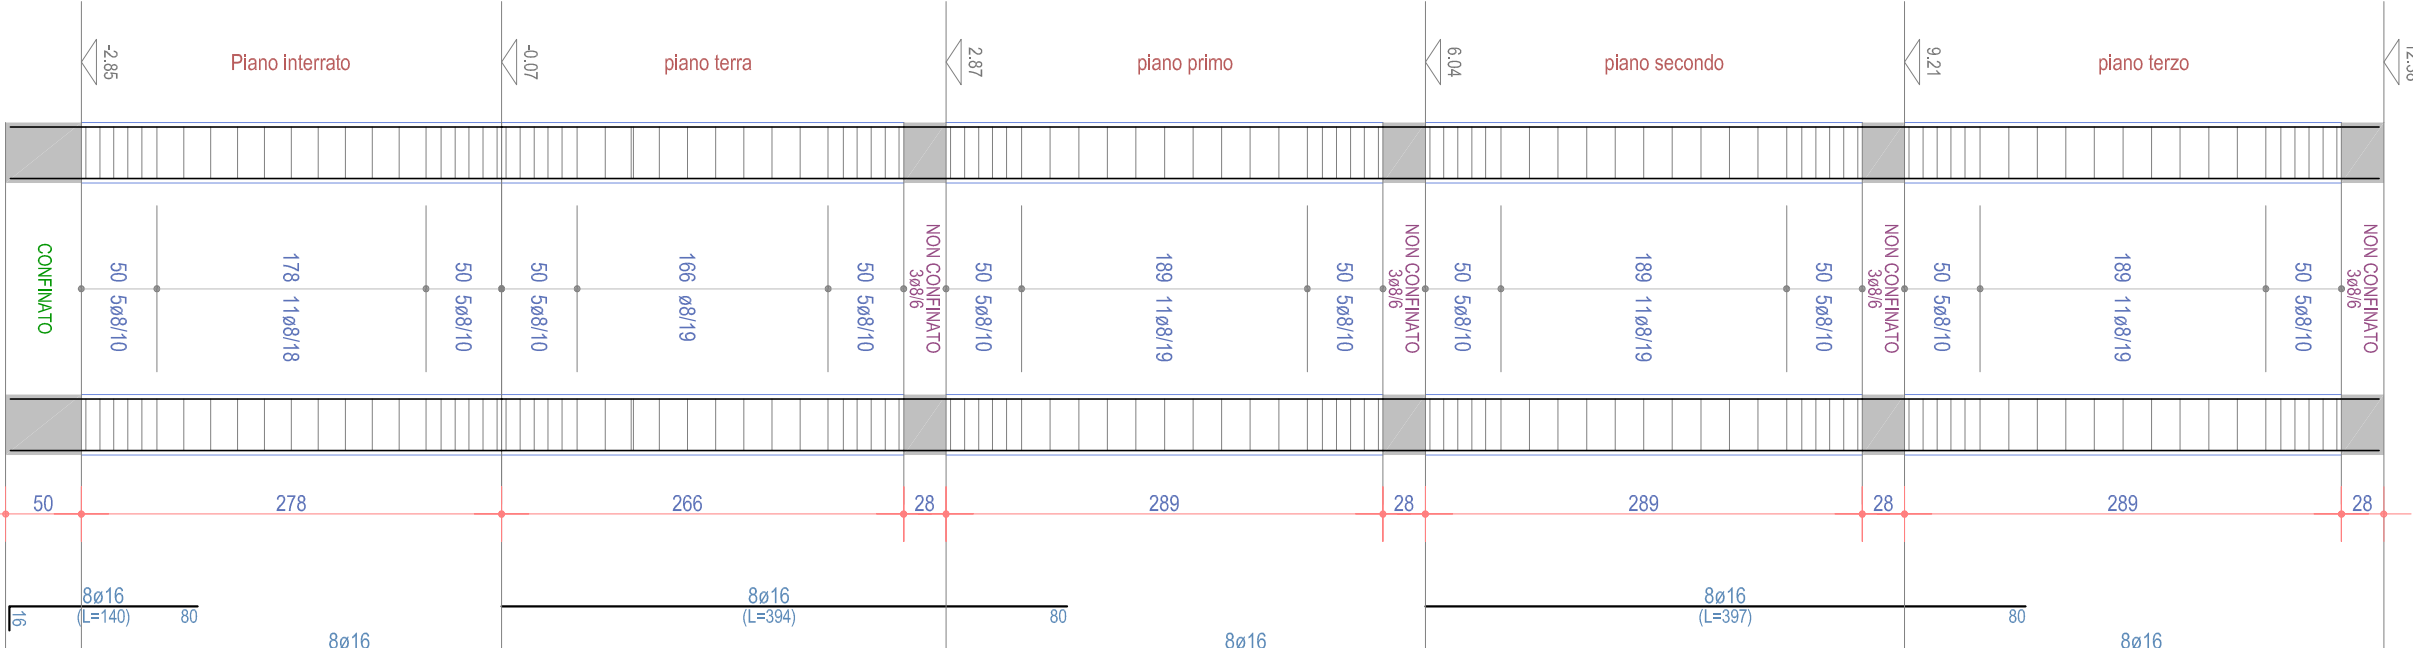 -2.85
Piano interrato
-0.07
piano terra
2.87
piano primo
6.04
piano secondo
9.21
piano terzo
CONFINATO
50 5ø8/10
178 11ø8/18
50 5ø8/10
50 5ø8/10
166 ø8/19
50 5ø8/10
NON CONFINATO
3ø8/6
50 5ø8/10
189 11ø8/19
50 5ø8/10
NON CONFINATO
3ø8/6
50 5ø8/10
189 11ø8/19
50 5ø8/10
NON CONFINATO
3ø8/6
50 5ø8/10
189 11ø8/19
50 5ø8/10
NON CONFINATO
3ø8/6
50 278 266 28 289 28 289 28 289 28
8ø16
(L=140)
80
16
8ø16
(L=394)
80
8ø16
(L=397)
80
8ø16
8ø16
8ø16